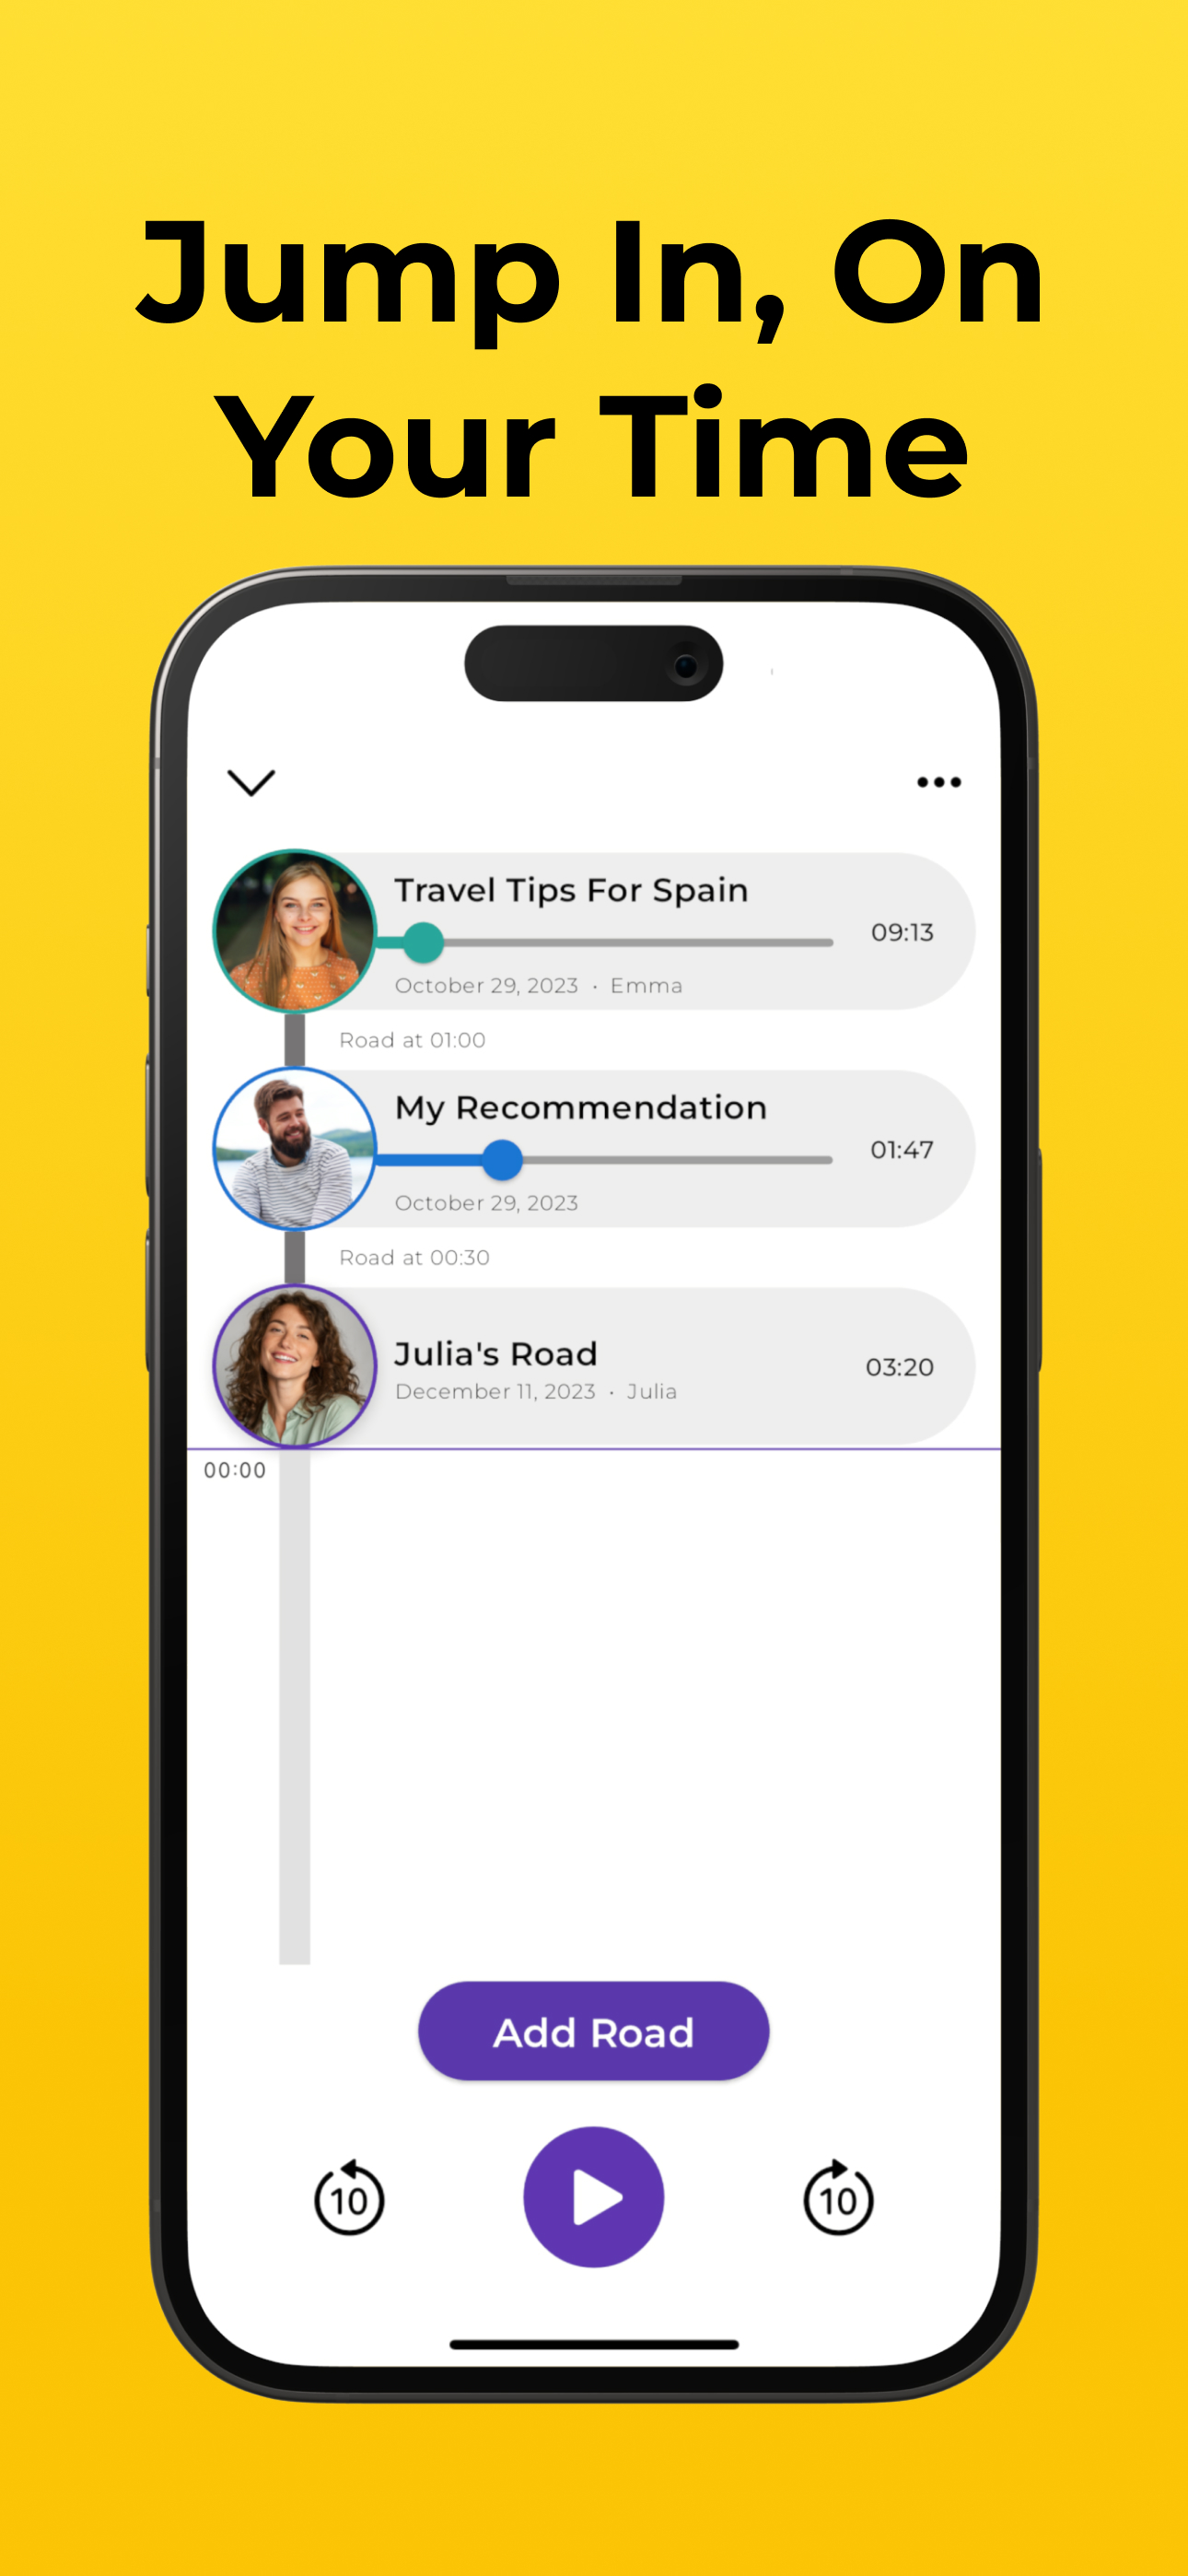 Jump In, On
Your Time
Travel Tips For Spain
09:13
October 29, 2023 • Emma
Road at 01:00
My Recommendation
01:47
October 29, 2023
Road at 00:30
Julia's Road
03:20
December 11, 2023 • Julia
00:00
Add Road
10
10